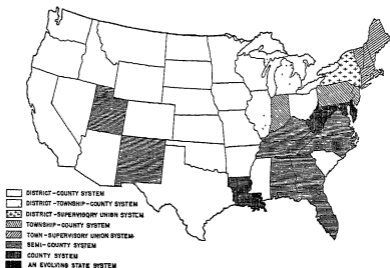 DISTRICT-COUNTY SYSTEM
DISTRICT-TOWNSHIP-COUNTY SYSTEM
DISTRICT-SUPERVISORY UNION SYSTEM
TOWNSHIP-COUNTY SYSTEM
TOWN-SUPERVISORY UNION SYSTEM
SEMI-COUNTY SYSTEM
COUNTY SYSTEM
AN EVOLVING STATE SYSTEM